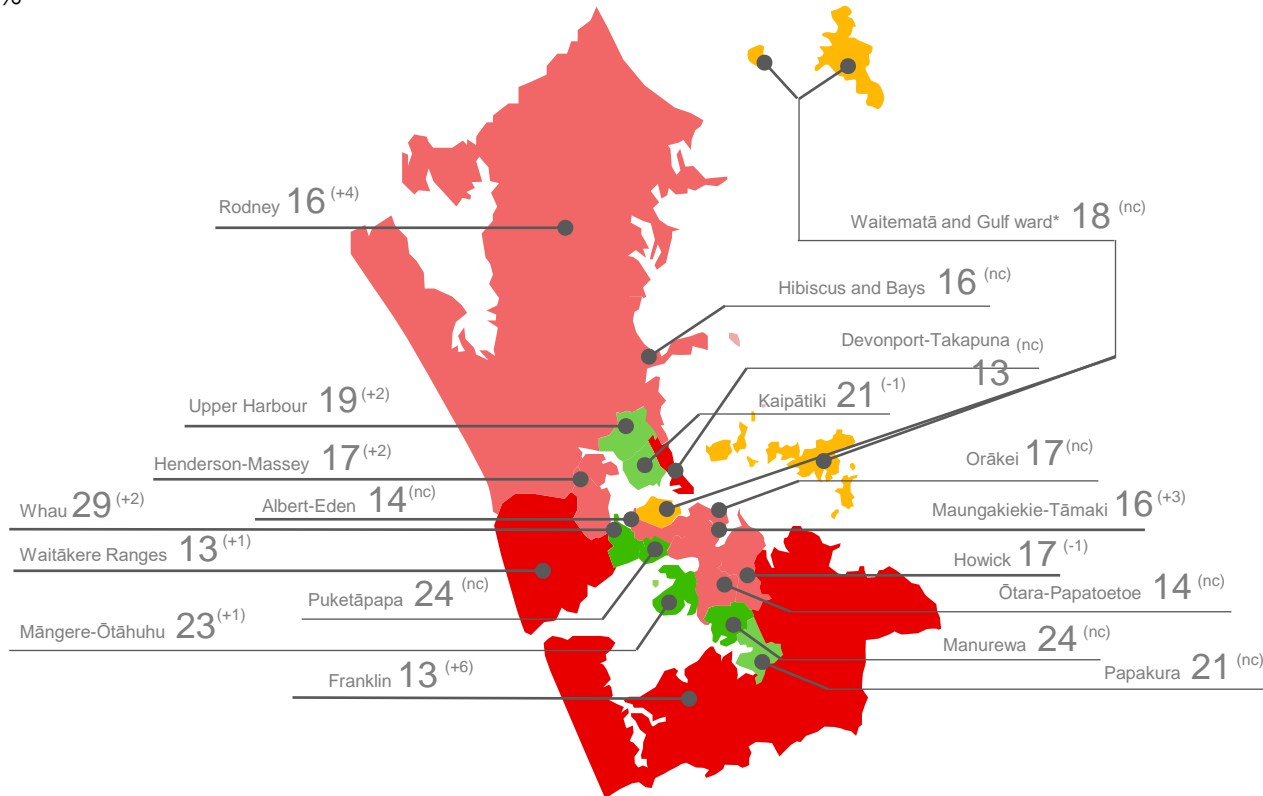 %
Rodney 16 (+4)
Waitematā and Gulf ward* 18 (nc)
Hibiscus and Bays 16 (nc)
Devonport-Takapuna 13 (nc)
Kaipātiki 21 (-1)
Upper Harbour 19 (+2)
Orākei 17 (nc)
Henderson-Massey 17 (+2)
Albert-Eden 14 (nc)
Maungakiekie-Tāmaki 16 (+3)
Whau 29 (+2)
Waitākere Ranges 13 (+1)
Howick 17 (-1)
Puketāpapa 24 (nc)
Ōtara-Papatoetoe 14 (nc)
Māngere-Ōtāhuhu 23 (+1)
Manurewa 24 (nc)
Franklin 13 (+6)
Papakura 21 (nc)